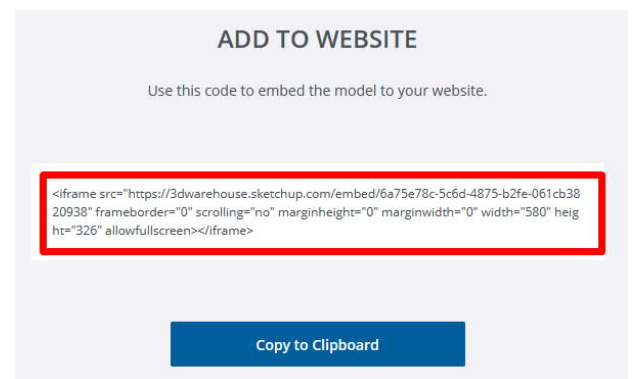 ADD TO WEBSITE
Use this code to embed the model to your website.
<iframe src="https://3dwarehouse.sketchup.com/embed/6a75e78c-5c6d-4875-b2fe-061cb38
20938" frameborder="0" scrolling="no" marginheight="0" marginwidth="0" width="580" heig
ht="326" allowfullscreen></iframe>
Copy to Clipboard